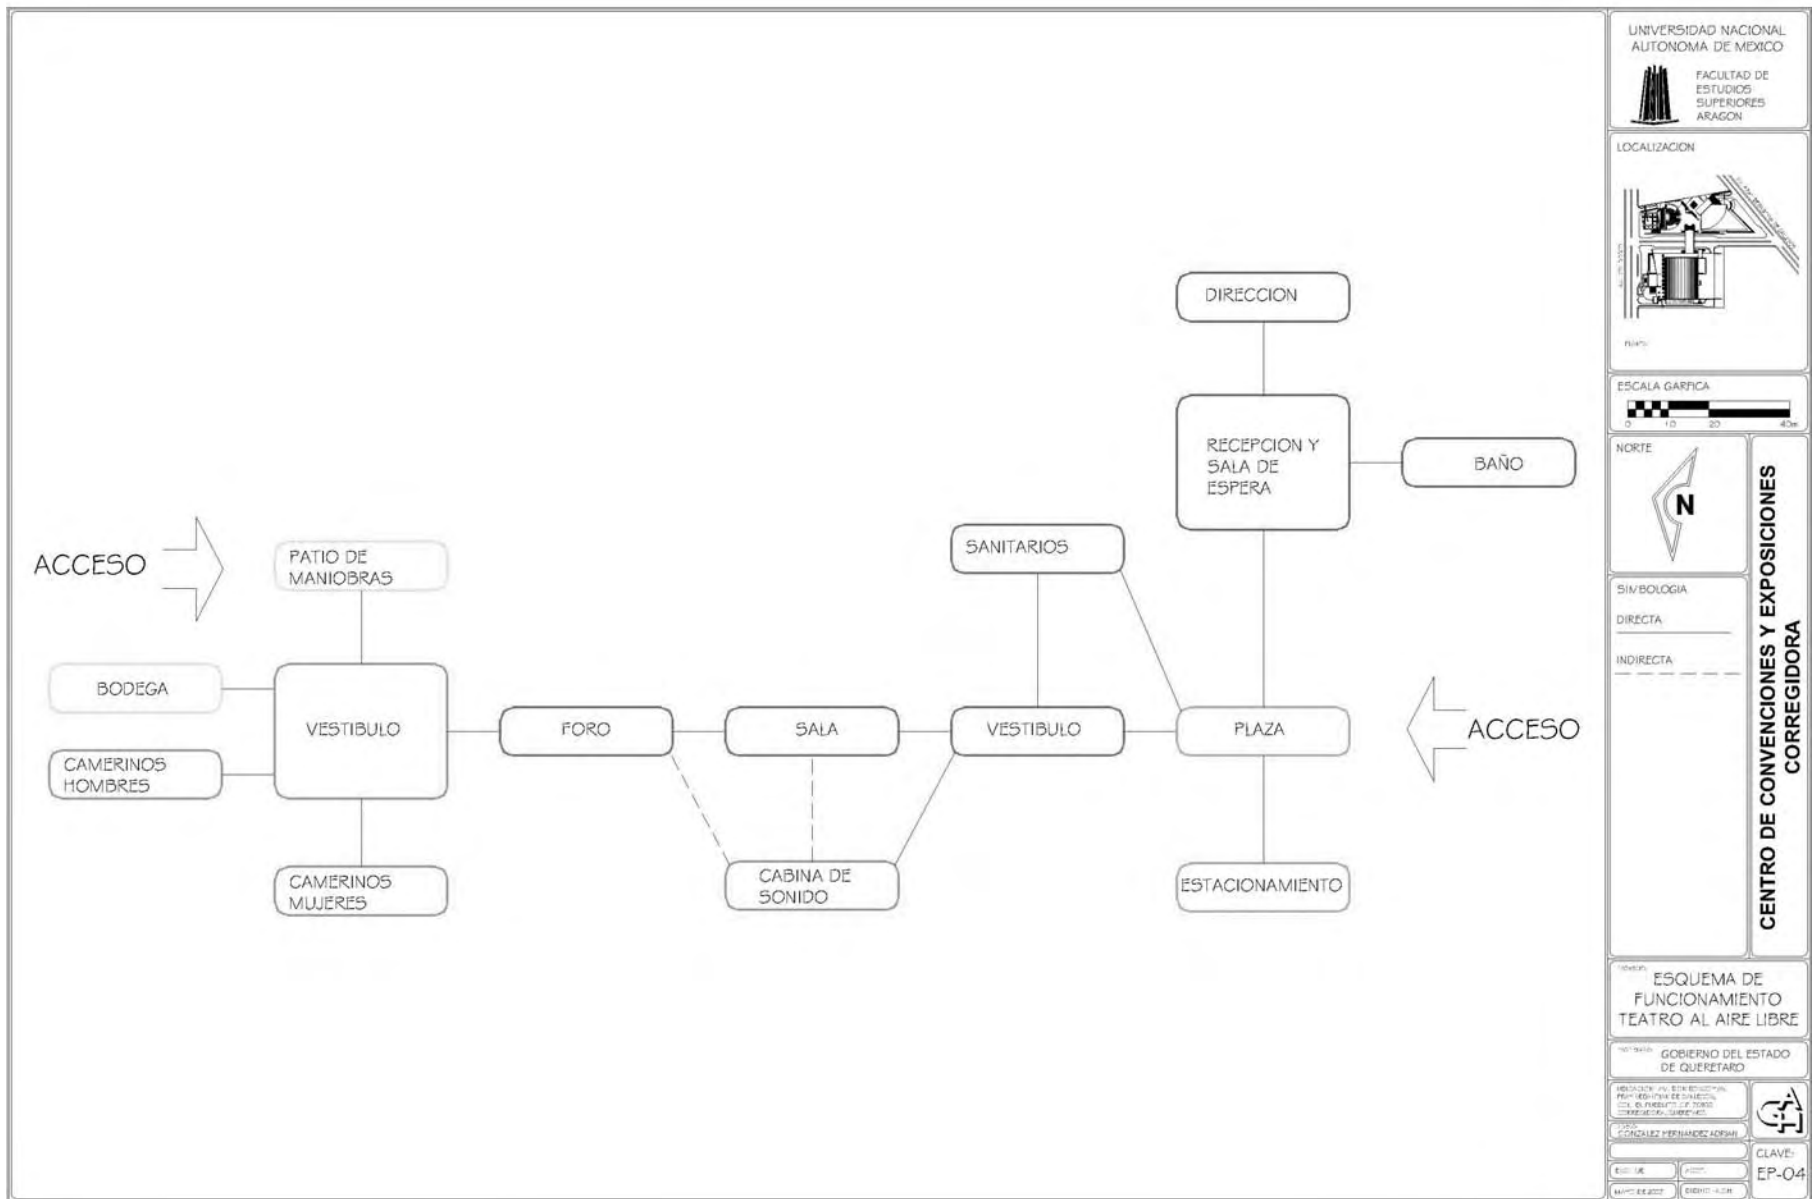 DIRECCION
RECEPCION Y
SALA DE
ESPERA
BAÑO
SANITARIOS
ACCESO
PATIO DE
MANIOBRAS
BODEGA
CAMERINOS
HOMBRES
VESTIBULO
CAMERINOS
MUJERES
FORO
SALA
VESTIBULO
PLAZA
ACCESO
CABINA DE
SONIDO
ESTACIONAMIENTO
UNIVERSIDAD NACIONAL
AUTONOMA DE MEXICO
FACULTAD DE
ESTUDIOS
SUPERIORES
ARAGON
LOCALIZACION
ESCALA GARFICA
0 10 20 40m
NORTE
N
SIMBOLOGIA
DIRECTA
INDIRECTA
CENTRO DE CONVENCIONES Y EXPOSICIONES
CORREGIDORA
ESQUEMA DE
FUNCIONAMIENTO
TEATRO AL AIRE LIBRE
GOBIERNO DEL ESTADO
DE QUERETARO
GONZALEZ HERNANDEZ ADRIAN
CLAVE:
EP-04
MAYO DE 2007